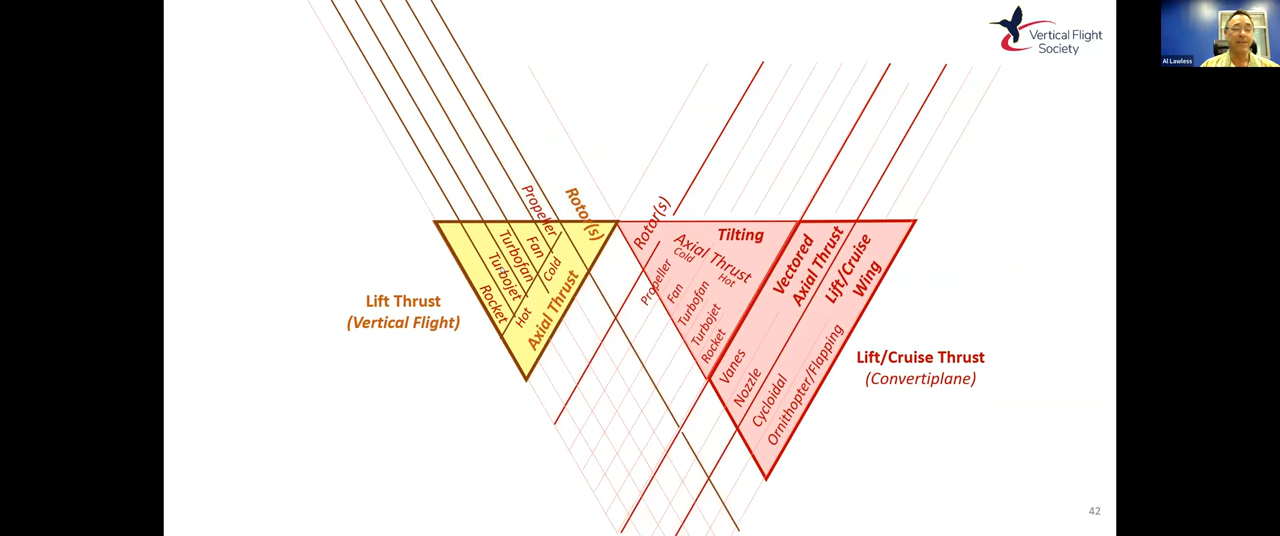 Vertical Flight
Society
Al Lawless
Lift Thrust
(Vertical Flight)
Rocket
Turbojet
Turbofan
Fan
Propeller
Rotor(s)
Hot
Cold
Axial Thrust
Rotor(s)
Tilting
Axial Thrust
Cold
Hot
Propeller
Fan
Turbofan
Turbojet
Rocket
Vectored
Axial Thrust
Vanes
Nozzle
Lift/Cruise
Wing
Cycloidal
Ornithopter/Flapping
Lift/Cruise Thrust
(Convertiplane)
42